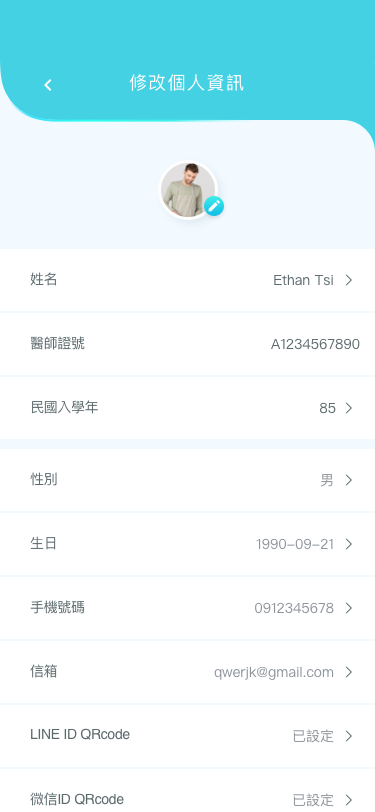 修改個人資訊
姓名 Ethan Tsi
醫師證號 A1234567890
民國入學年 85
性別 男
生日 1990-09-21
手機號碼 0912345678
信箱 qwerjk@gmail.com
LINE ID QRcode 已設定
微信ID QRcode 已設定